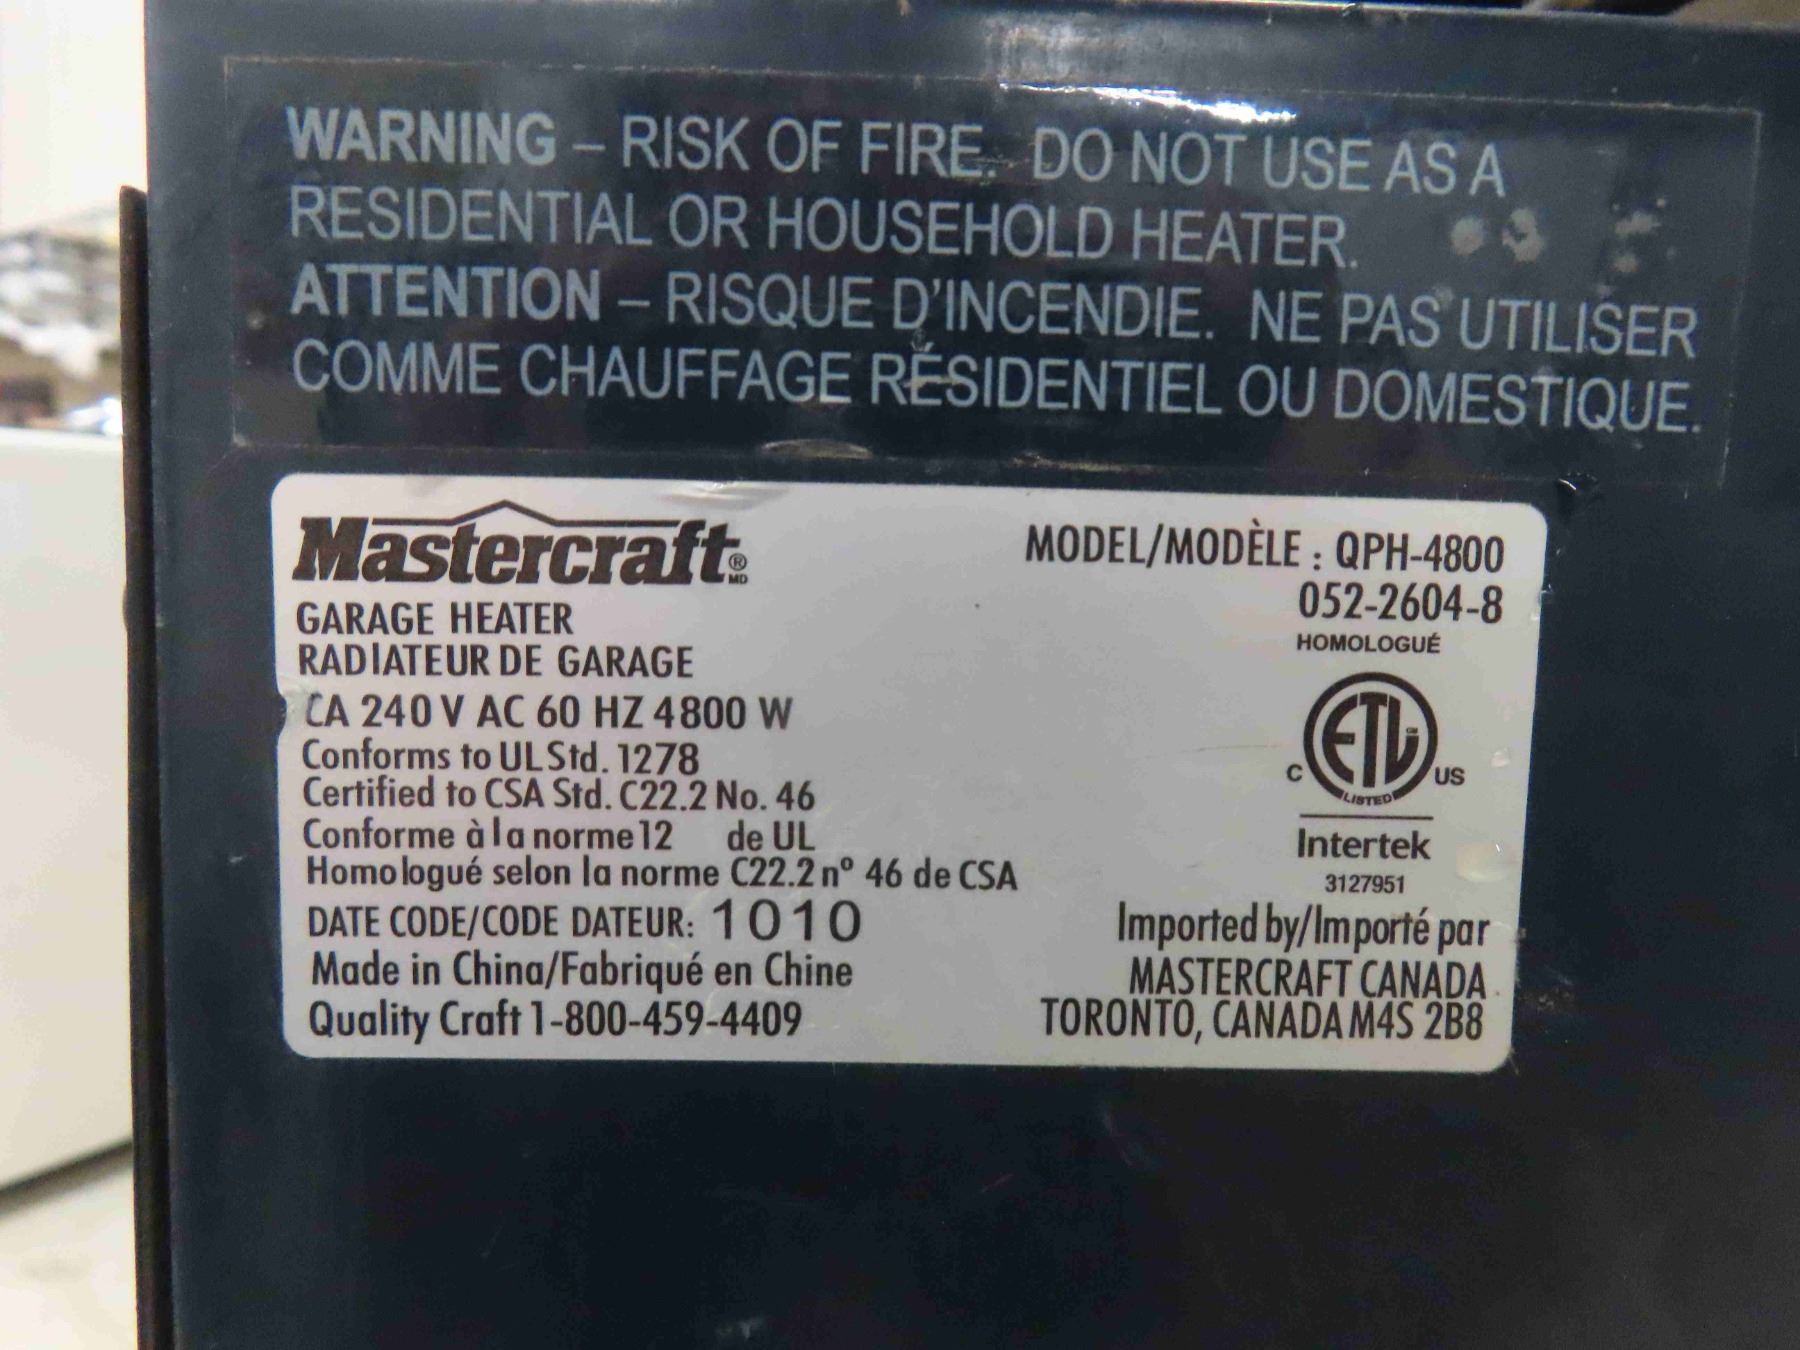 WARNING – RISK OF FIRE. DO NOT USE AS A
RESIDENTIAL OR HOUSEHOLD HEATER.
ATTENTION – RISQUE D'INCENDIE. NE PAS UTILISER
COMME CHAUFFAGE RÉSIDENTIEL OU DOMESTIQUE.
Mastercraft® MD
GARAGE HEATER
RADIATEUR DE GARAGE
CA 240 V AC 60 HZ 4800 W
Conforms to UL Std. 1278
Certified to CSA Std. C22.2 No. 46
Conforme à la norme 12 de UL
Homologué selon la norme C22.2 nº 46 de CSA
DATE CODE/CODE DATEUR: 1010
Made in China/Fabriqué en Chine
Quality Craft 1-800-459-4409
MODEL/MODÈLE : QPH-4800
052-2604-8
HOMOLOGUÉ
C ETL US
LISTED
Intertek
3127951
Imported by/Importé par
MASTERCRAFT CANADA
TORONTO, CANADA M4S 2B8